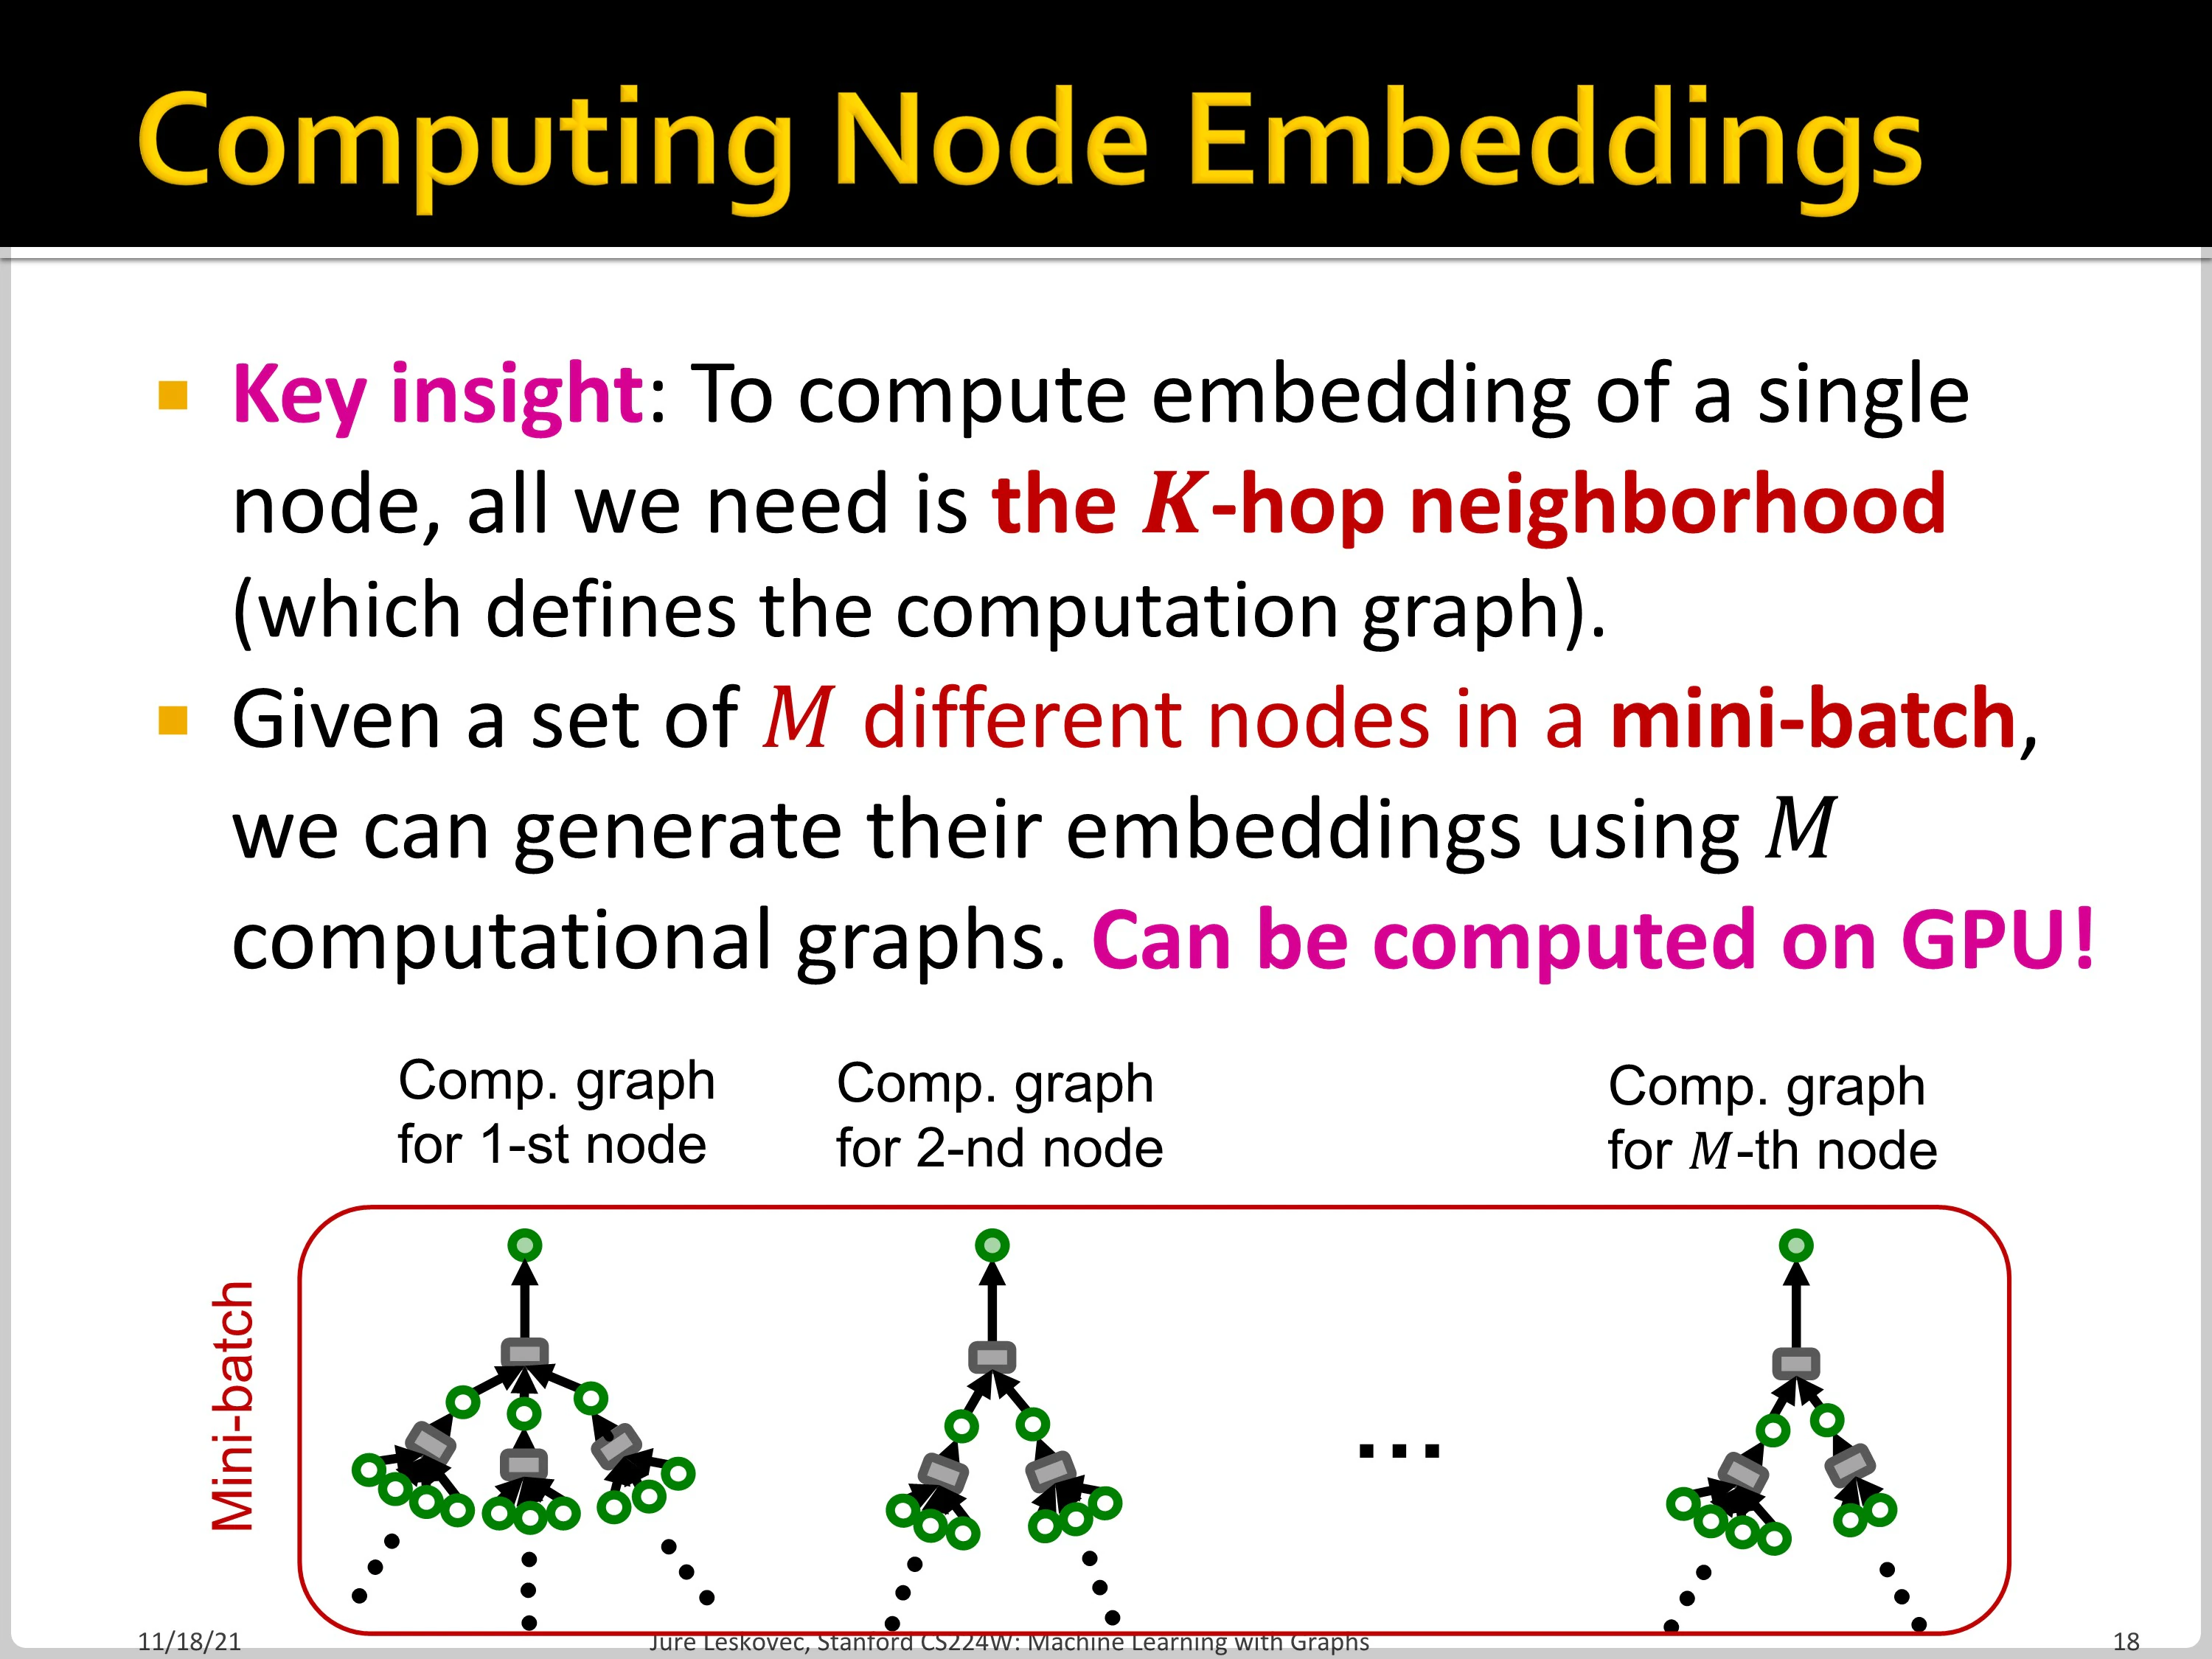 Computing Node Embeddings
Key insight: To compute embedding of a single
node, all we need is the K-hop neighborhood
(which defines the computation graph).
Given a set of M different nodes in a mini-batch,
we can generate their embeddings using M
computational graphs. Can be computed on GPU!
Comp. graph
for 1-st node
Comp. graph
for 2-nd node
Comp. graph
for M-th node
Mini-batch
...
11/18/21
Jure Leskovec, Stanford CS224W: Machine Learning with Graphs
18